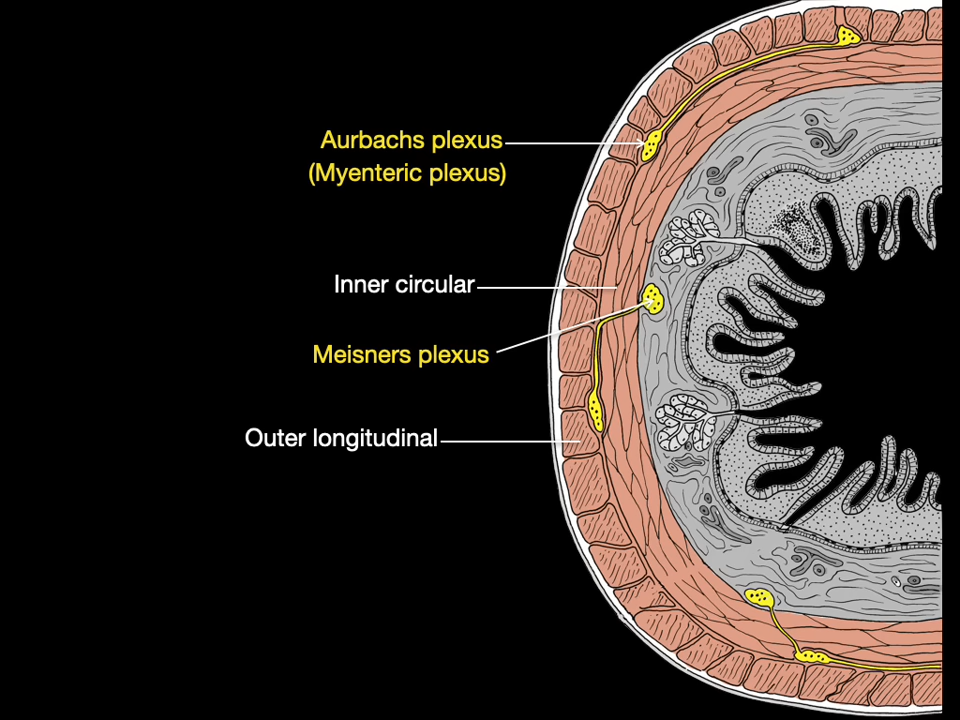 Aurbachs plexus
(Myenteric plexus)
Inner circular
Meisners plexus
Outer longitudinal